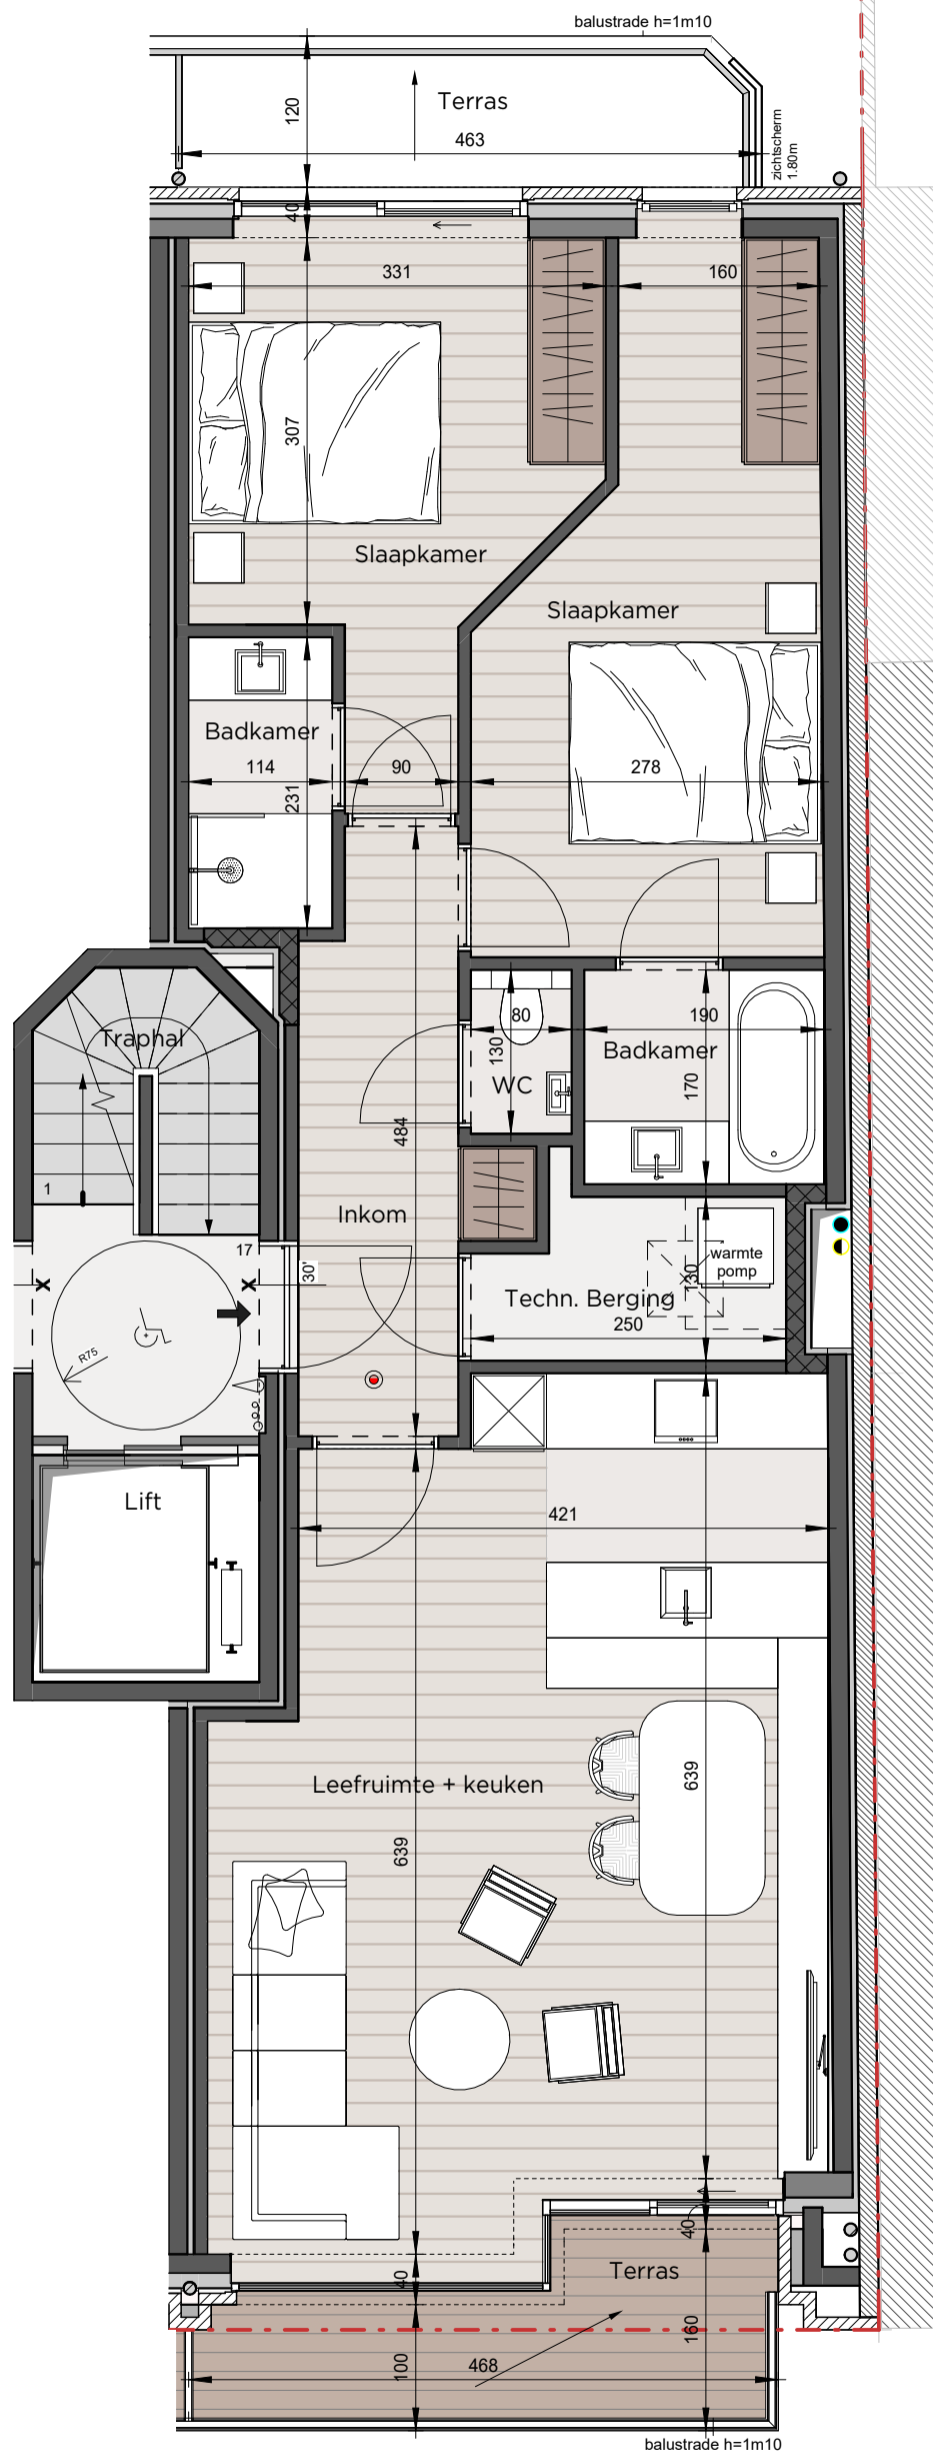 balustrade h=1m10
Terras
120
463
zichtscherm
1.80m
40
331
160
307
Slaapkamer
Slaapkamer
Badkamer
114
90
278
231
Traphal
80
190
130
Badkamer
WC
170
484
1
Inkom
17
30'
warmte
pomp
130
Techn. Berging
250
R75
Lift
421
Leefruimte + keuken
639
639
40
Terras
40
160
100
468
balustrade h=1m10